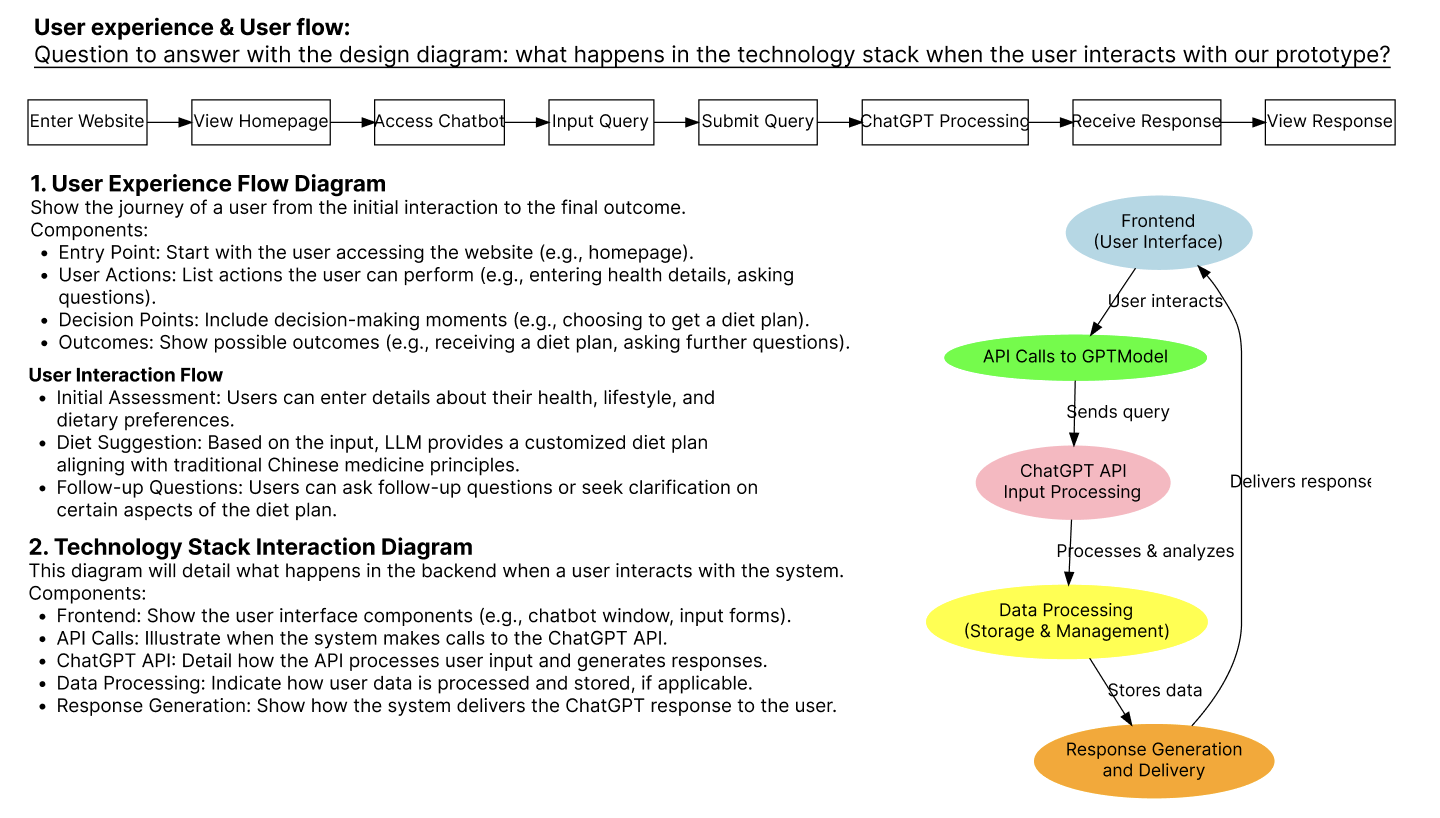 User experience & User flow:
Question to answer with the design diagram: what happens in the technology stack when the user interacts with our prototype?
Enter Website
View Homepage
Access Chatbot
Input Query
Submit Query
ChatGPT Processing
Receive Response
View Response
1. User Experience Flow Diagram
Show the journey of a user from the initial interaction to the final outcome.
Components:
• Entry Point: Start with the user accessing the website (e.g., homepage).
• User Actions: List actions the user can perform (e.g., entering health details, asking
questions).
• Decision Points: Include decision-making moments (e.g., choosing to get a diet plan).
• Outcomes: Show possible outcomes (e.g., receiving a diet plan, asking further questions).
User Interaction Flow
• Initial Assessment: Users can enter details about their health, lifestyle, and
dietary preferences.
• Diet Suggestion: Based on the input, LLM provides a customized diet plan
aligning with traditional Chinese medicine principles.
• Follow-up Questions: Users can ask follow-up questions or seek clarification on
certain aspects of the diet plan.
2. Technology Stack Interaction Diagram
This diagram will detail what happens in the backend when a user interacts with the system.
Components:
• Frontend: Show the user interface components (e.g., chatbot window, input forms).
• API Calls: Illustrate when the system makes calls to the ChatGPT API.
• ChatGPT API: Detail how the API processes user input and generates responses.
• Data Processing: Indicate how user data is processed and stored, if applicable.
• Response Generation: Show how the system delivers the ChatGPT response to the user.
Frontend
(User Interface)
User interacts
API Calls to GPTModel
Sends query
ChatGPT API
Input Processing
Delivers response
Processes & analyzes
Data Processing
(Storage & Management)
Stores data
Response Generation
and Delivery